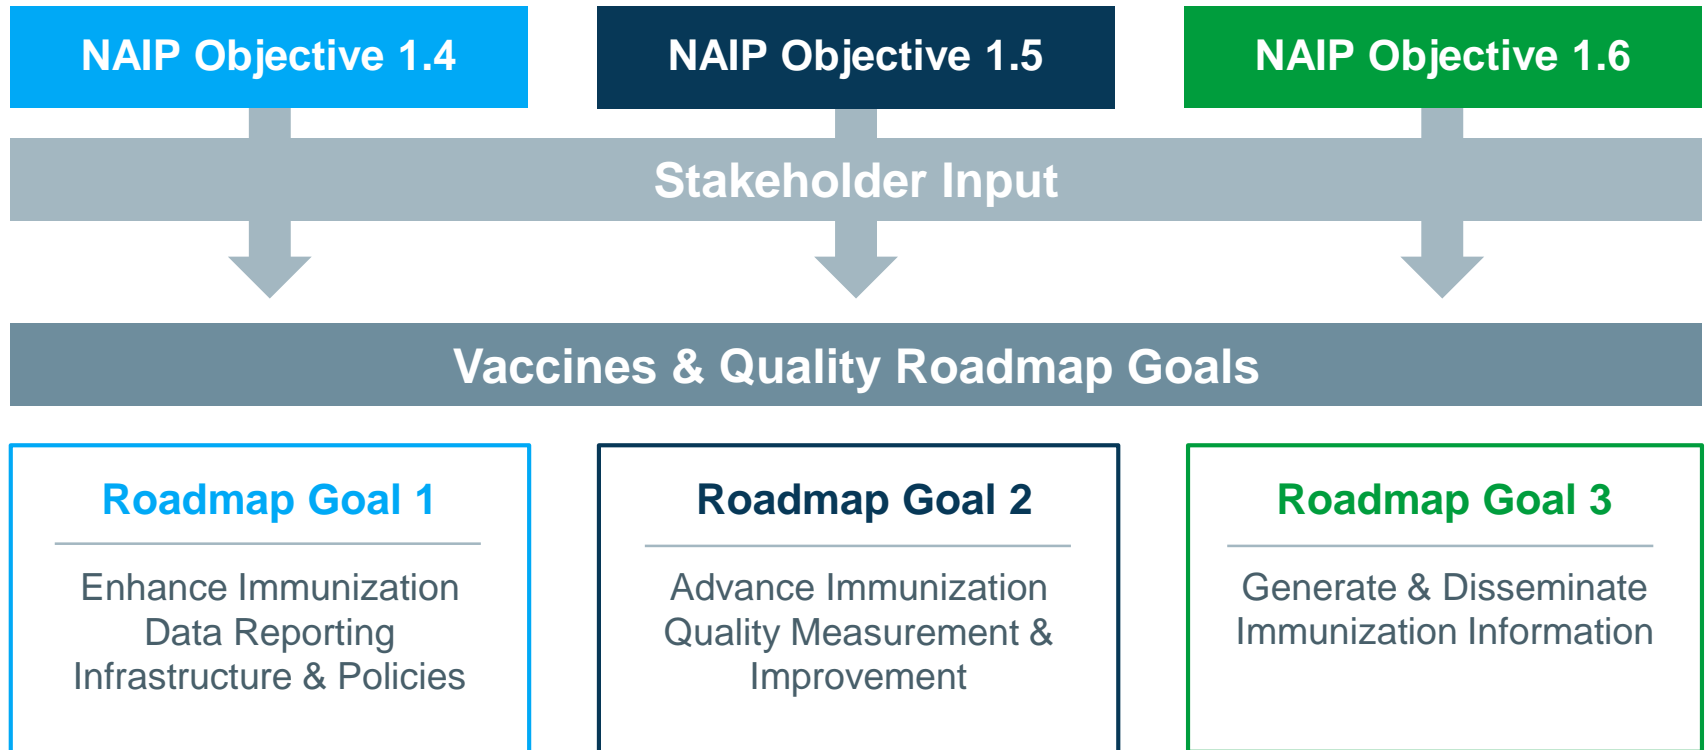 NAIP Objective 1.4
NAIP Objective 1.5
NAIP Objective 1.6
Stakeholder Input
Vaccines & Quality Roadmap Goals
Roadmap Goal 1
Enhance Immunization
Data Reporting
Infrastructure & Policies
Roadmap Goal 2
Advance Immunization
Quality Measurement &
Improvement
Roadmap Goal 3
Generate & Disseminate
Immunization Information